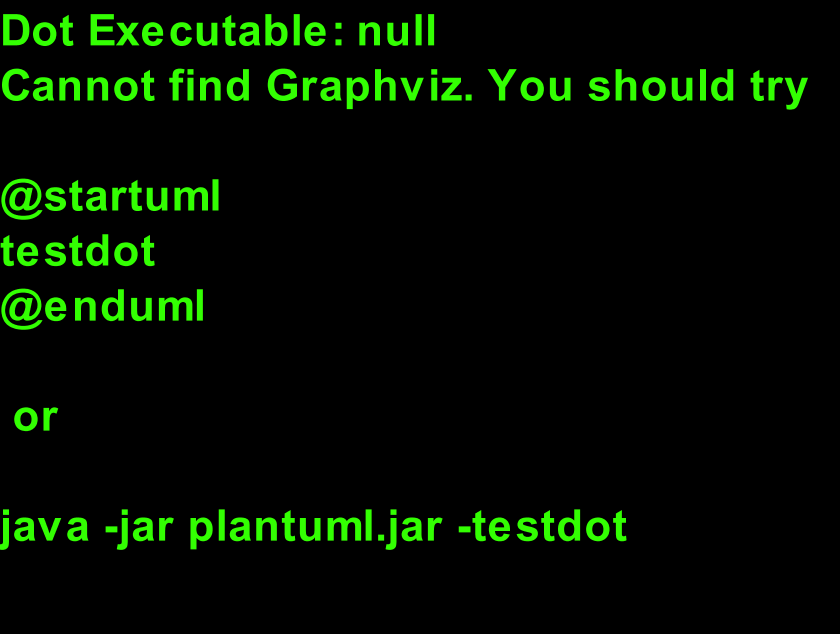 Dot Executable: null
Cannot find Graphviz. You should try
@startuml
testdot
@enduml
or
java -jar plantuml.jar -testdot